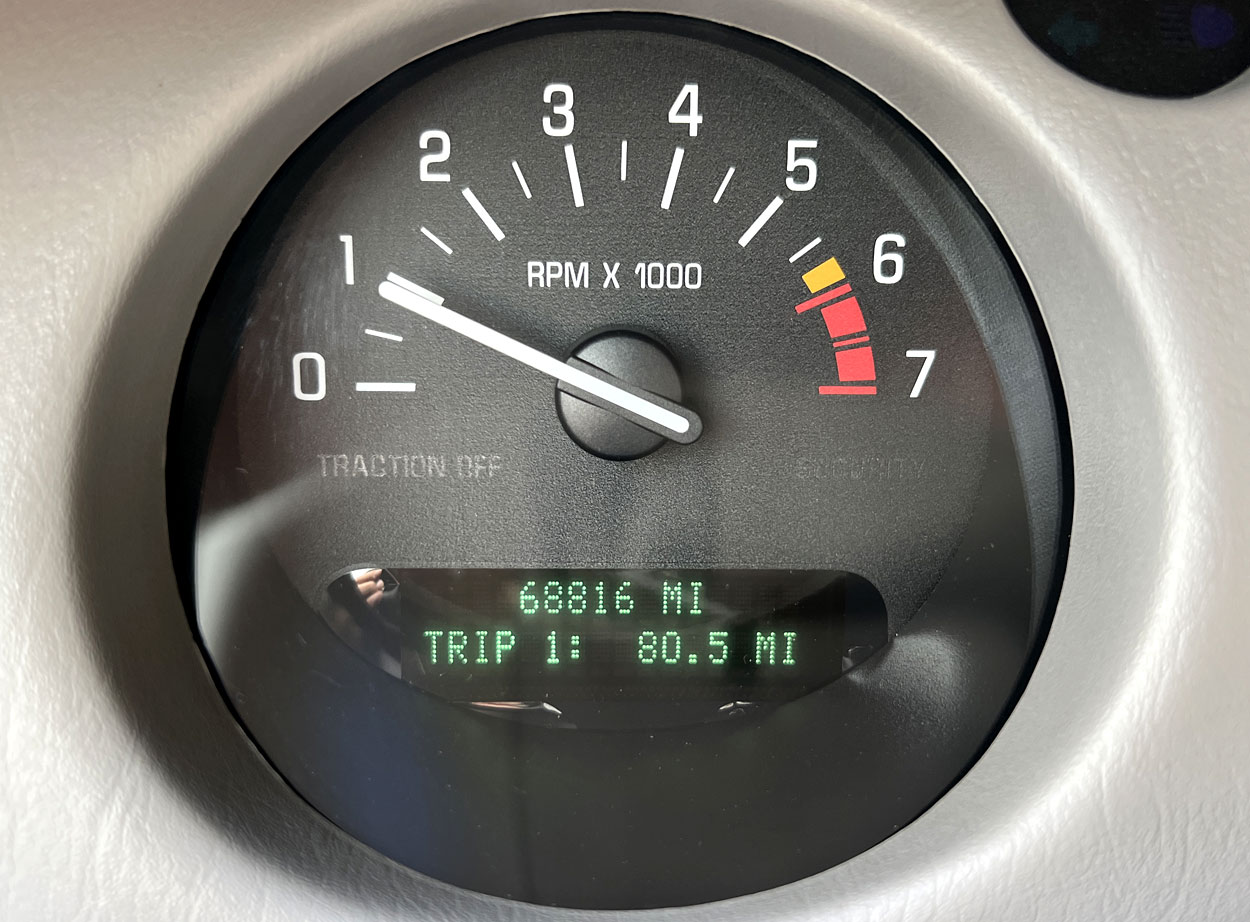 0 1 2 3 4 5 6 7
RPM X 1000
TRACTION OFF
SECURITY
68816 MI
TRIP 1: 80.5 MI